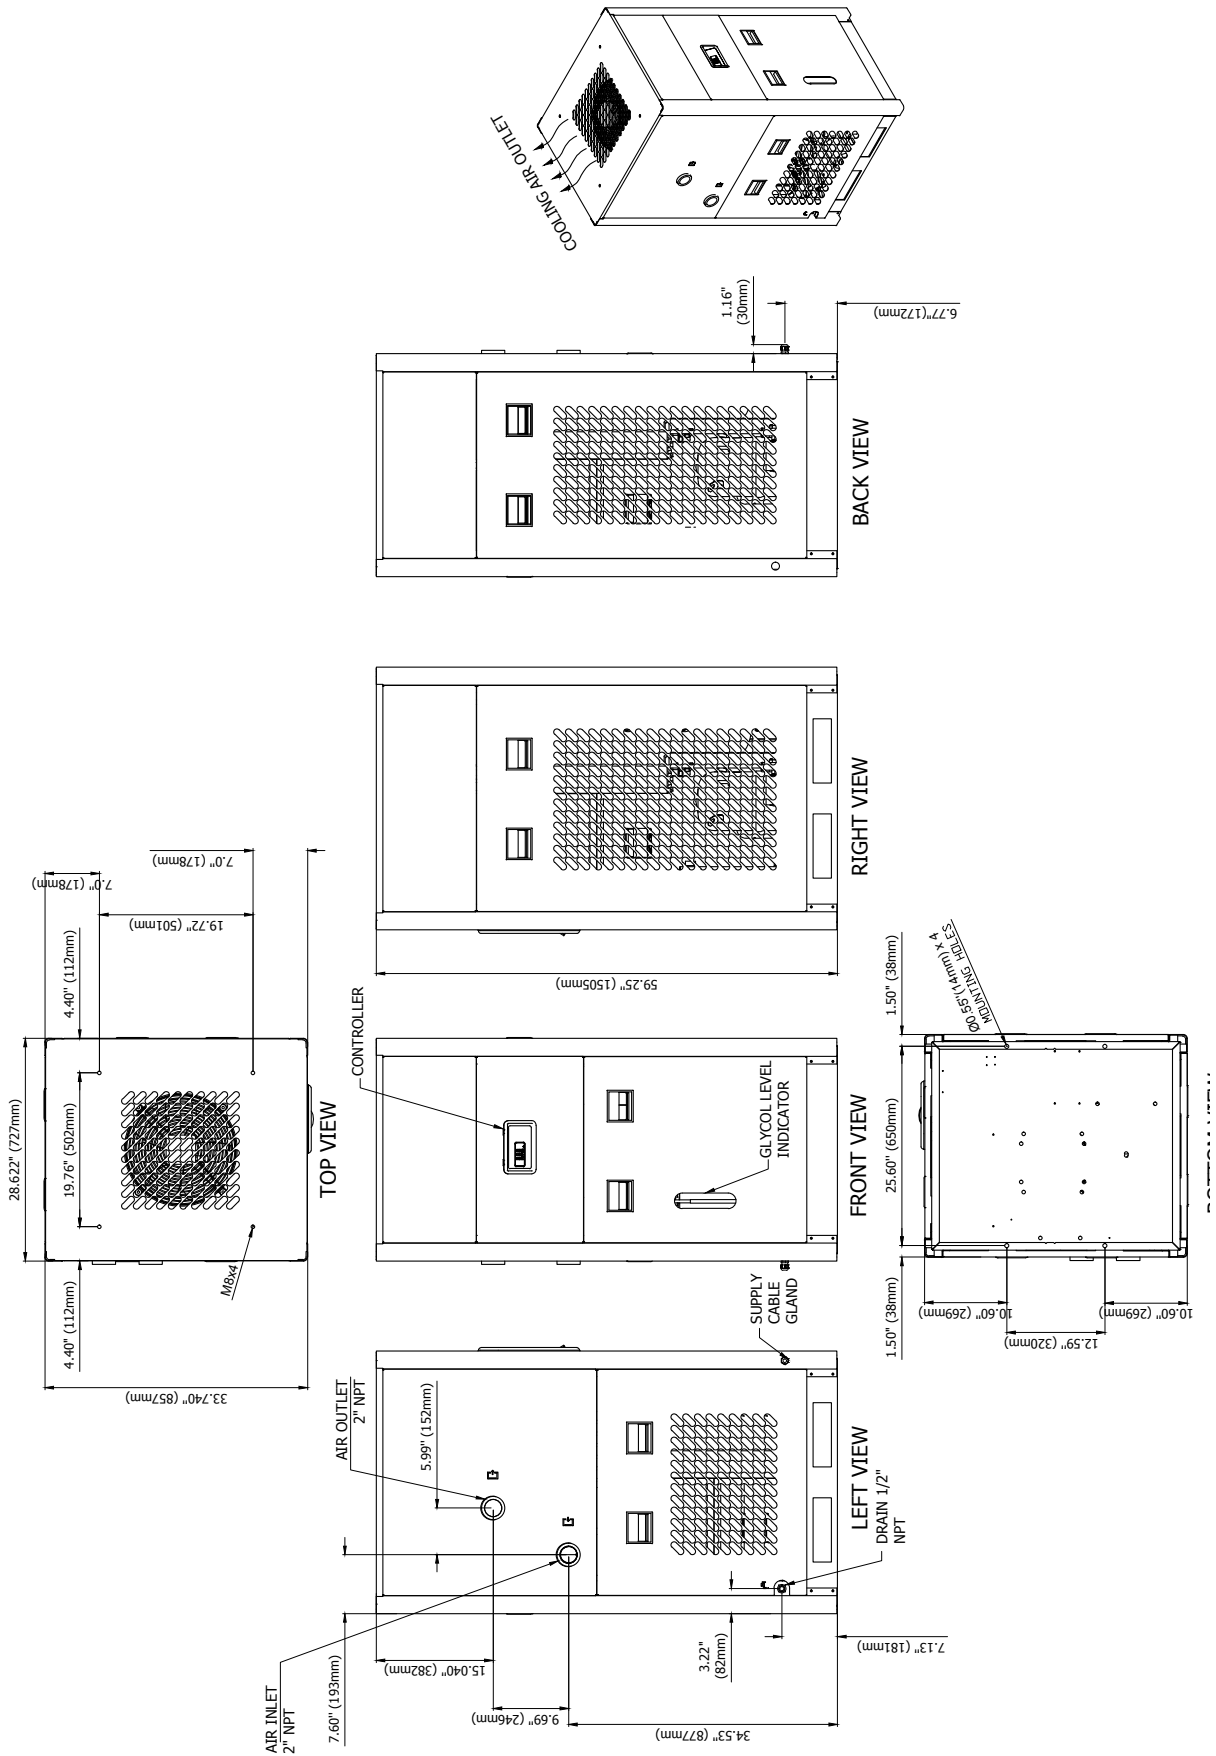 COOLING AIR OUTLET
1.16"
(30mm)
6.77"(172mm)
BACK VIEW
RIGHT VIEW
7.0" (178mm)
7.0" (178mm)
19.72" (501mm)
4.40" (112mm)
28.622" (727mm)
19.76" (502mm)
4.40" (112mm)
M8x4
33.740" (857mm)
TOP VIEW
59.25" (1505mm)
CONTROLLER
GLYCOL LEVEL
INDICATOR
FRONT VIEW
SUPPLY
CABLE
GLAND
1.50" (38mm)
Ø0.55"(14mm) x 4
MOUNTING HOLES
25.60" (650mm)
1.50" (38mm)
10.60" (269mm)
12.59" (320mm)
10.60" (269mm)
BOTTOM VIEW
AIR OUTLET
2" NPT
5.99" (152mm)
AIR INLET
2" NPT
7.60" (193mm)
15.040" (382mm)
9.69" (246mm)
34.53" (877mm)
3.22"
(82mm)
7.13" (181mm)
LEFT VIEW
DRAIN 1/2"
NPT